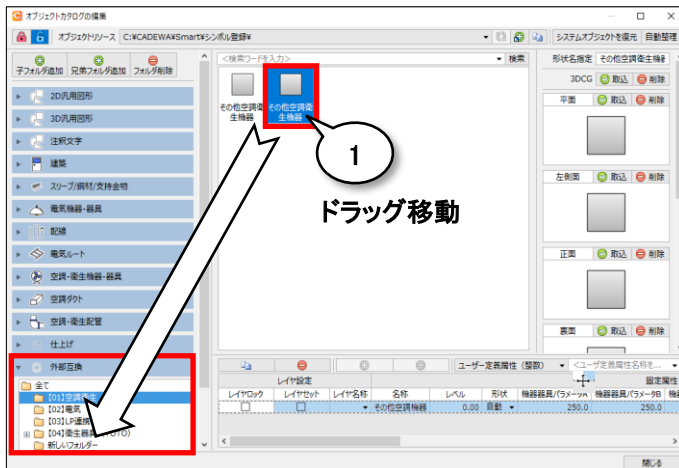 オブジェクトカタログの編集
オブジェクトリソース C:¥CADEWA¥Smart¥シンボル登録¥
システムオブジェクトを復元 自動整理
子フォルダ追加 兄弟フォルダ追加 フォルダ削除
<検索ワードを入力> 検索
形状名指定 その他空調衛生機器
3DCG 取込 削除
平面 取込 削除
左側面 取込 削除
正面 取込 削除
裏面 取込 削除
2D汎用図形
3D汎用図形
注釈文字
建築
スリーブ/鋼材/支持金物
電気機器・器具
配線
電気ルート
空調・衛生機器・器具
空調ダクト
空調・衛生配管
仕上げ
外部互換
全て
【01】空調衛生
【02】電気
【03】LP連携
【04】衛生器具(TOTO)
新しいフォルダー
その他空調衛生機器
その他空調衛生機器
1
ドラッグ移動
ユーザー定義属性（整数） <ユーザ定義属性名称を...
レイヤ設定 固定属性
レイヤロック レイヤセット レイヤ名称 名称 レベル 形状 機器器具パラメータA 機器器具パラメータB
その他空調機器 0.00 自動 250.0 250.0
閉じる